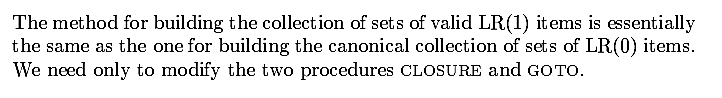 The method for building the collection of sets of valid LR(1) items is essentially
the same as the one for building the canonical collection of sets of LR(0) items.
We need only to modify the two procedures CLOSURE and GOTO.